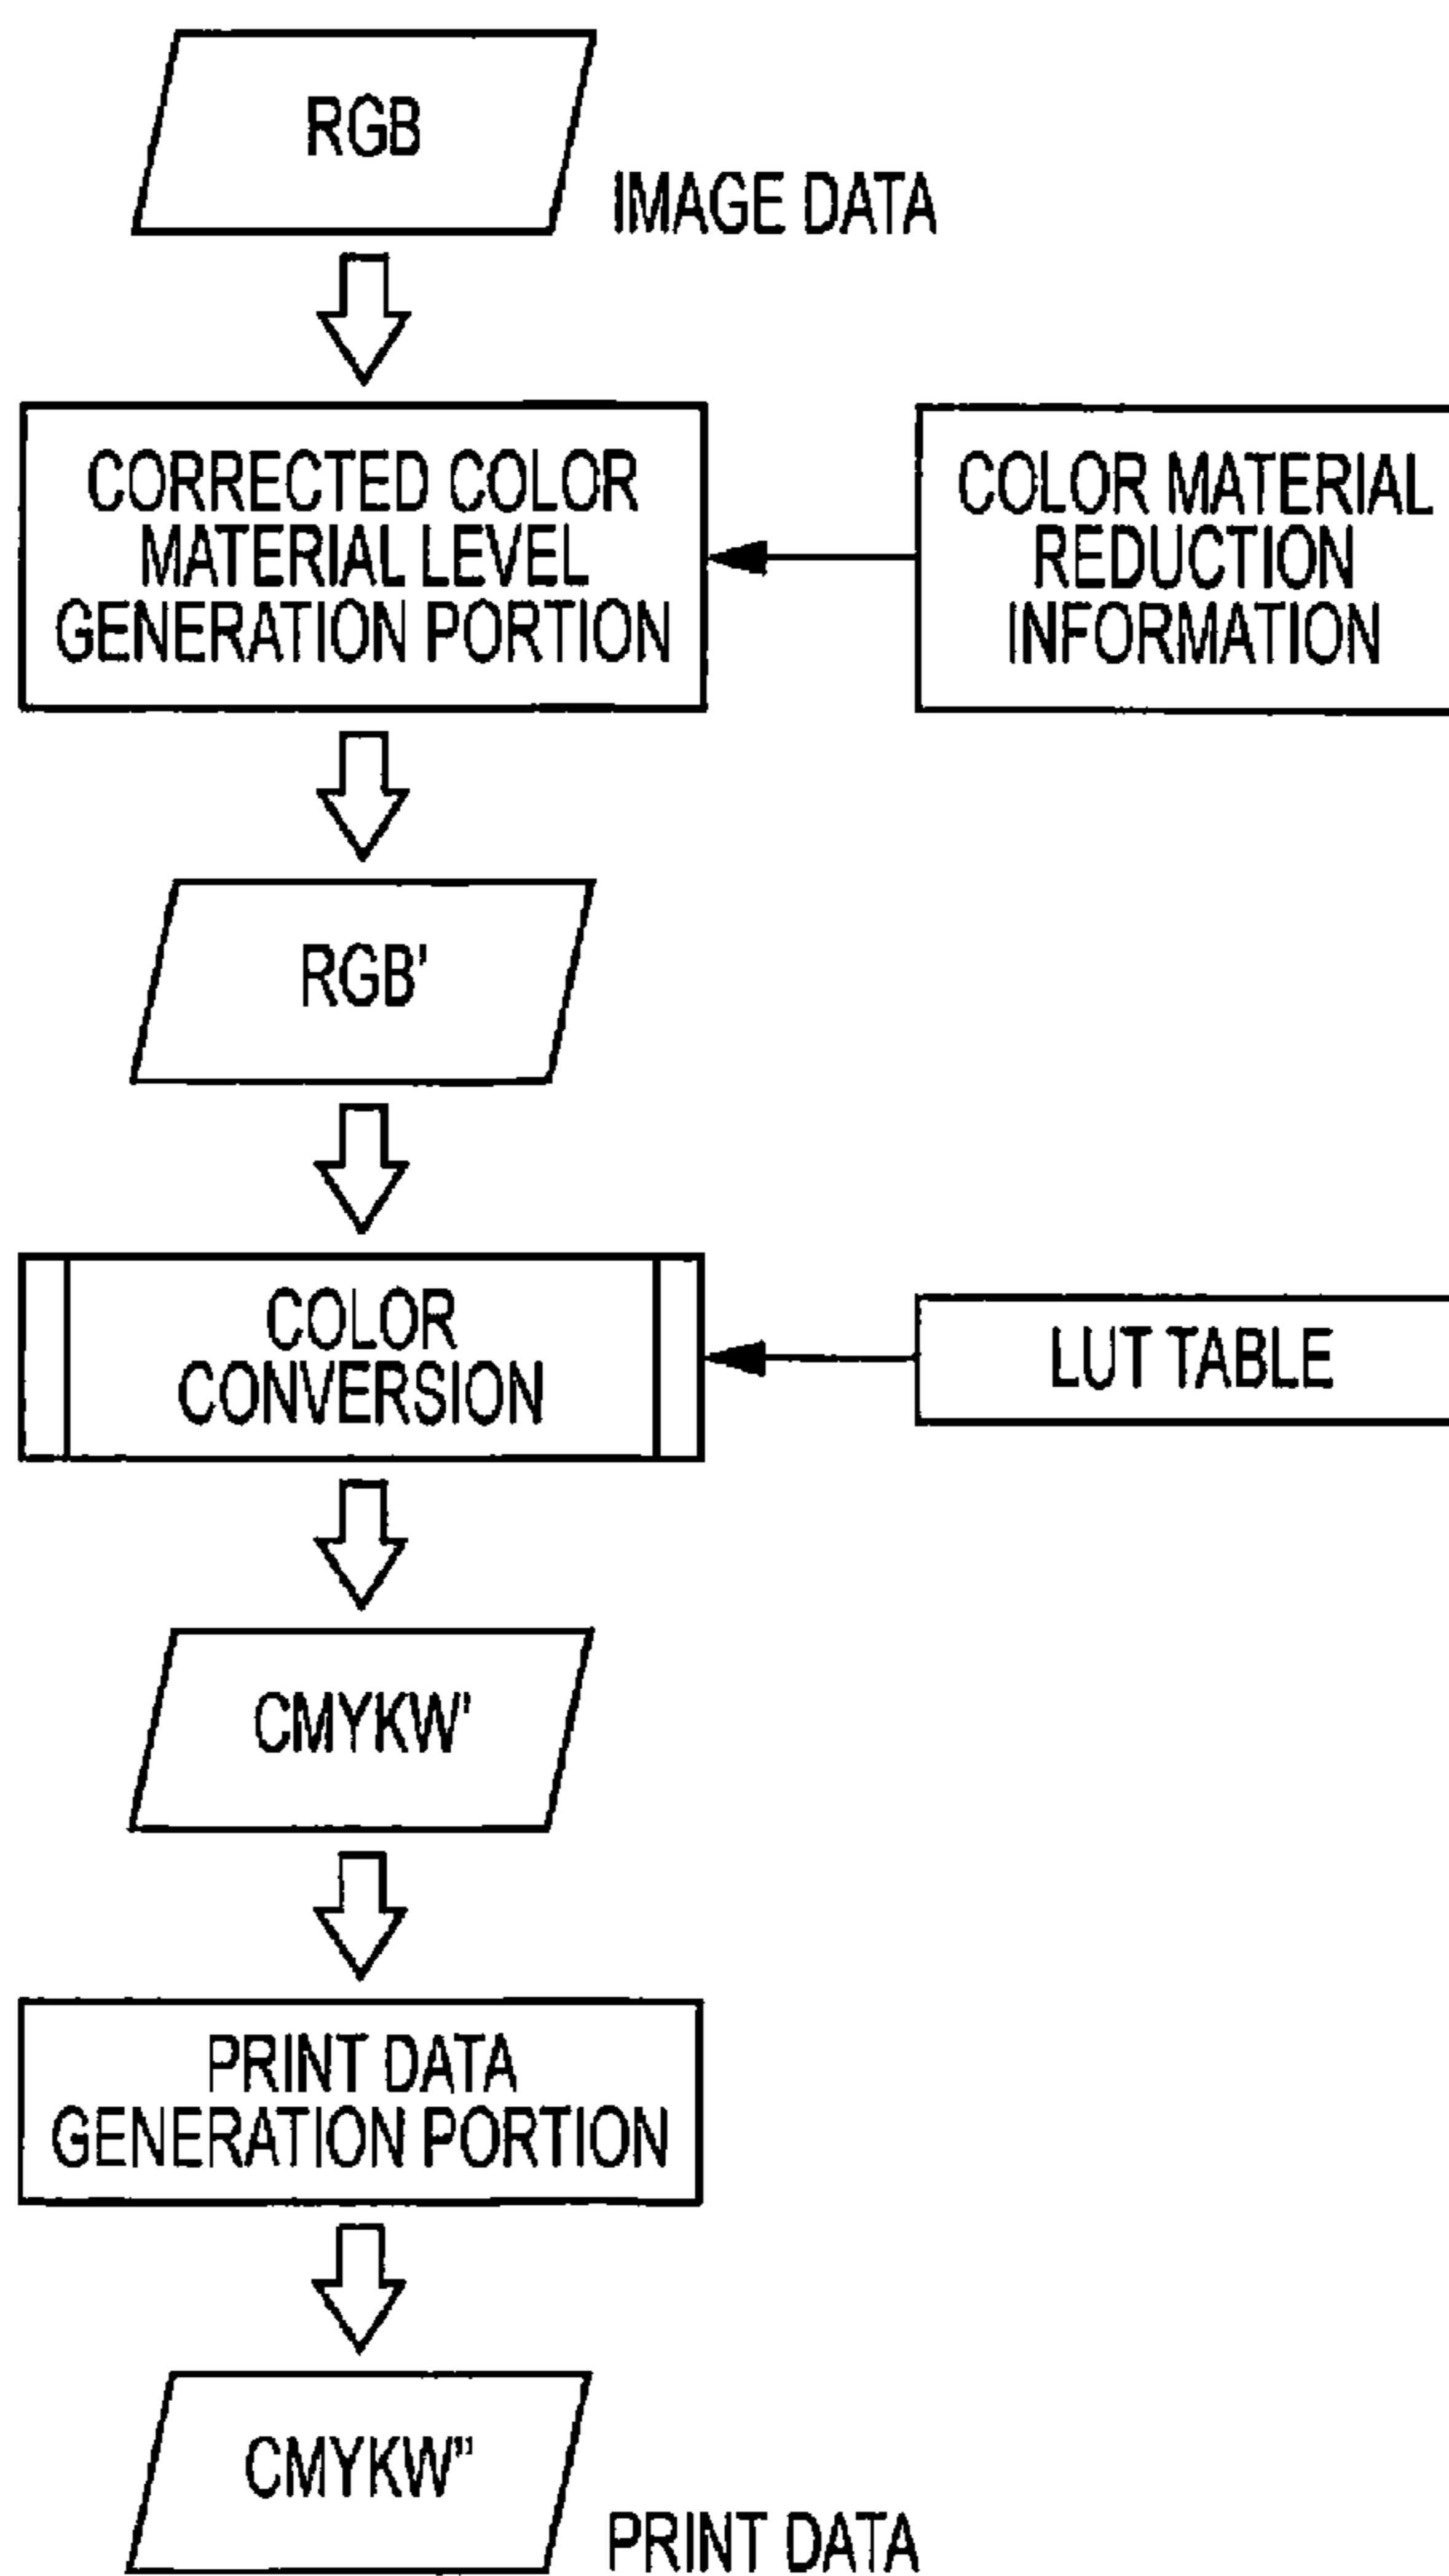 RGB
IMAGE DATA
CORRECTED COLOR
MATERIAL LEVEL
GENERATION PORTION
COLOR MATERIAL
REDUCTION
INFORMATION
RGB'
COLOR
CONVERSION
LUT TABLE
CMYKW'
PRINT DATA
GENERATION PORTION
CMYKW"
PRINT DATA